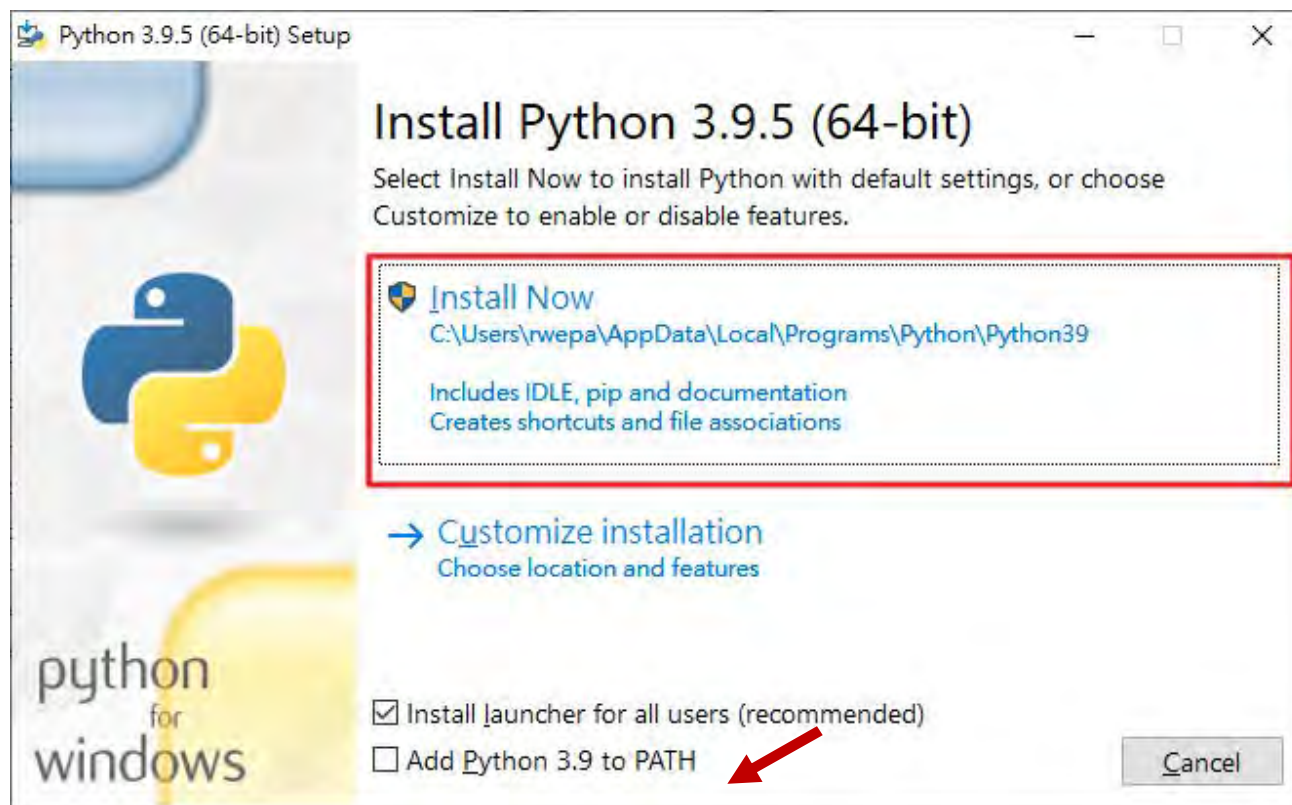 Python 3.9.5 (64-bit) Setup
Install Python 3.9.5 (64-bit)
Select Install Now to install Python with default settings, or choose
Customize to enable or disable features.
Install Now
C:\Users\rwepa\AppData\Local\Programs\Python\Python39
Includes IDLE, pip and documentation
Creates shortcuts and file associations
Customize installation
Choose location and features
python
for
windows
Install launcher for all users (recommended)
Add Python 3.9 to PATH
Cancel